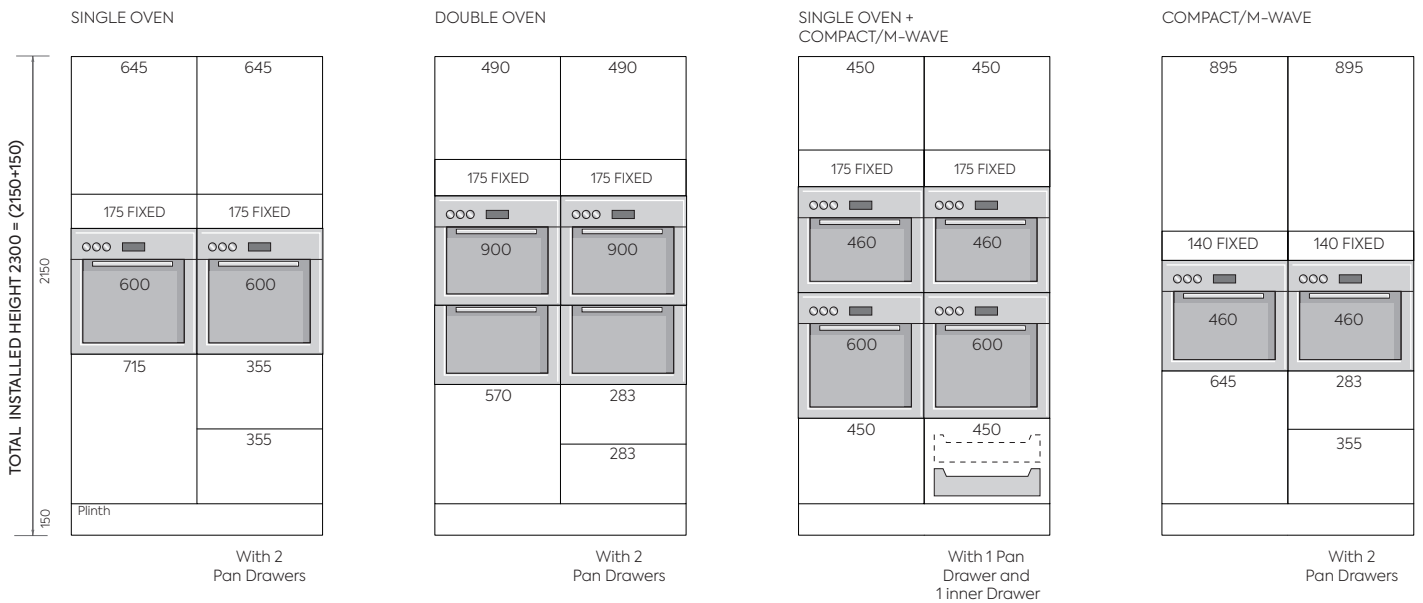 SINGLE OVEN
DOUBLE OVEN
SINGLE OVEN +
COMPACT/M-WAVE
COMPACT/M-WAVE
TOTAL INSTALLED HEIGHT 2300 = (2150+150)
2150
150
645 645
175 FIXED 175 FIXED
600 600
715 355
355
Plinth
With 2
Pan Drawers
490 490
175 FIXED 175 FIXED
900 900
570 283
283
With 2
Pan Drawers
450 450
175 FIXED 175 FIXED
460 460
600 600
450 450
With 1 Pan
Drawer and
1 inner Drawer
895 895
140 FIXED 140 FIXED
460 460
645 283
355
With 2
Pan Drawers